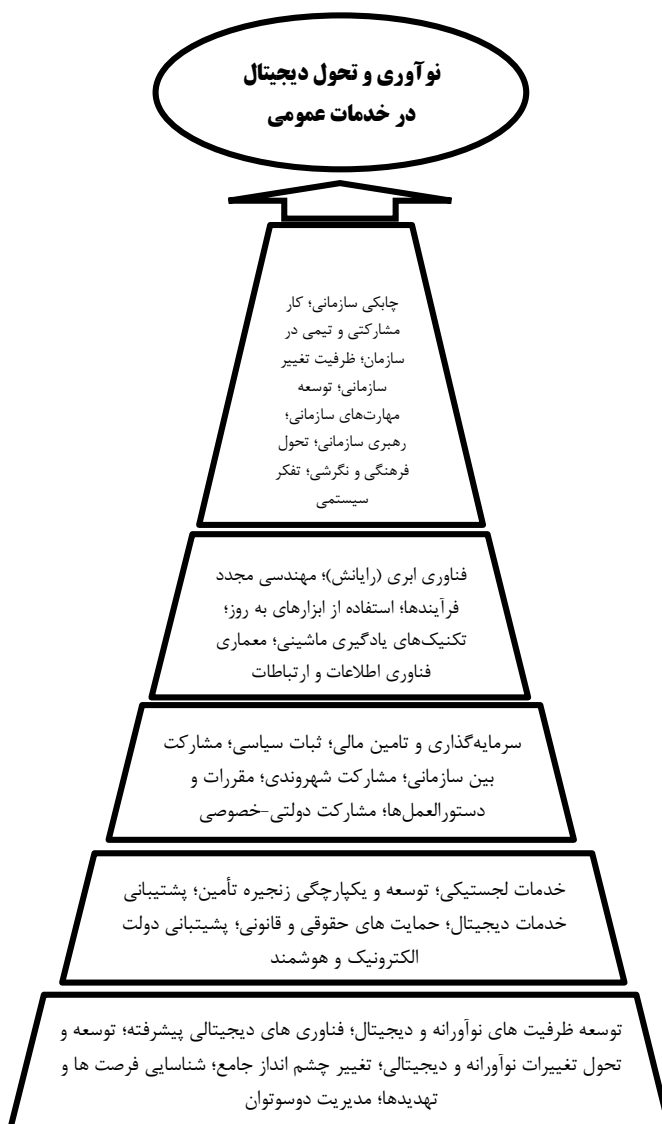 نوآوری و تحول دیجیتال
در خدمات عمومی
چابکی سازمانی؛ کار
مشارکتی و تیمی در
سازمان؛ ظرفیت تغییر
سازمانی؛ توسعه
مهارت‌های سازمانی؛
رهبری سازمانی؛ تحول
فرهنگی و نگرشی؛ تفکر
سیستمی
فناوری ابری (رایانش)؛ مهندسی مجدد
فرآیندها؛ استفاده از ابزارهای به روز؛
تکنیک‌های یادگیری ماشینی؛ معماری
فناوری اطلاعات و ارتباطات
سرمایه‌گذاری و تامین مالی؛ ثبات سیاسی؛ مشارکت
بین سازمانی؛ مشارکت شهروندی؛ مقررات و
دستورالعمل‌ها؛ مشارکت دولتی-خصوصی
خدمات لجستیکی؛ توسعه و یکپارچگی زنجیره تأمین؛ پشتیبانی
خدمات دیجیتال؛ حمایت های حقوقی و قانونی؛ پشیتبانی دولت
الکترونیک و هوشمند
توسعه ظرفیت های نوآورانه و دیجیتال؛ فناوری های دیجیتالی پیشرفته؛ توسعه و
تحول تغییرات نوآورانه و دیجیتالی؛ تغییر چشم انداز جامع؛ شناسایی فرصت ها و
تهدیدها؛ مدیریت دوسوتوان